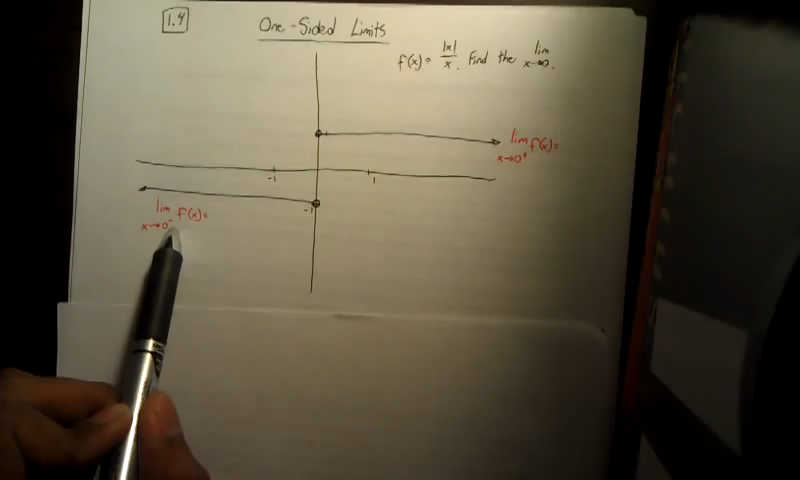 1.4
One-Sided Limits
f(x) = |x|/x. Find the lim x→0.
lim x→0⁺ f(x)=
-1
1
-1
lim x→0⁻ f(x)=